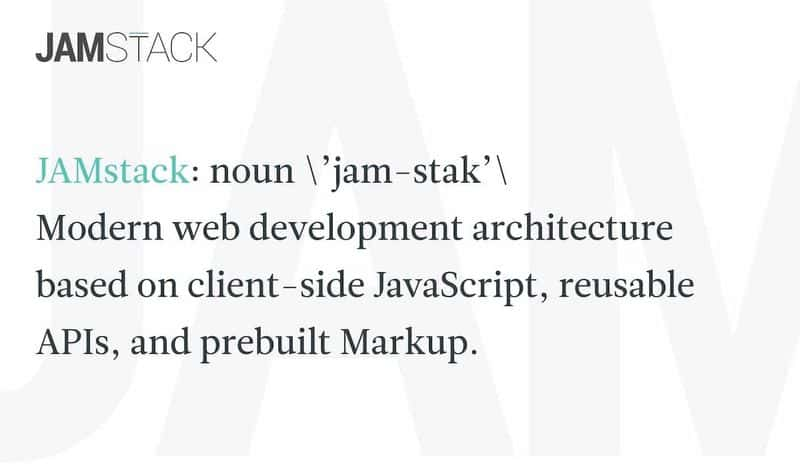 JAMSTACK
JAMstack: noun \’jam-stak’\
Modern web development architecture
based on client-side JavaScript, reusable
APIs, and prebuilt Markup.
JAM